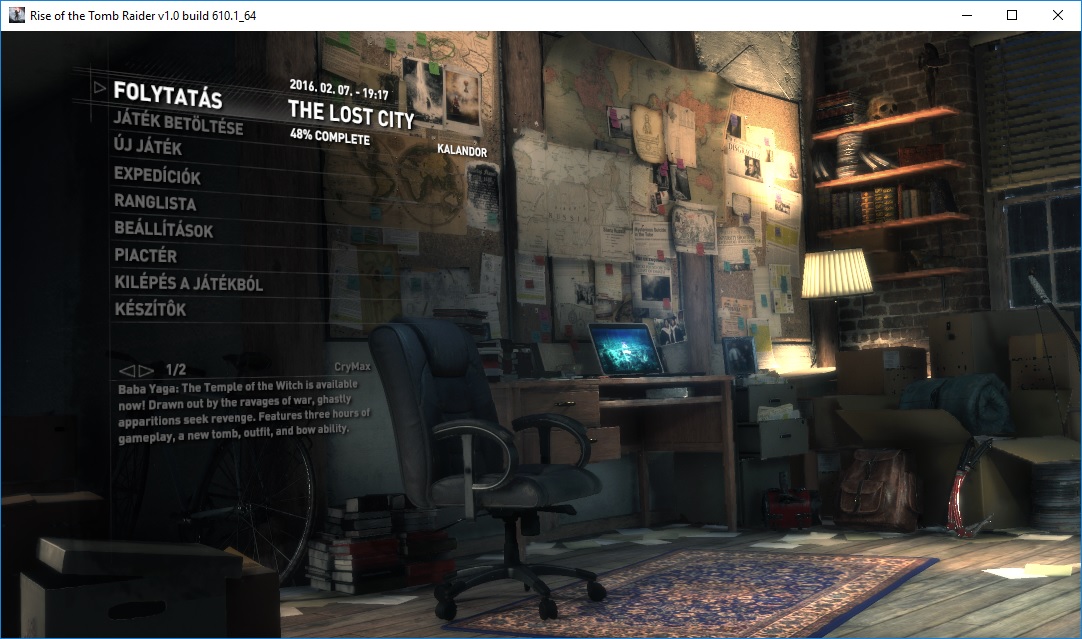 Rise of the Tomb Raider v1.0 build 610.1_64
FOLYTATÁS
2016. 02. 07. - 19:17
THE LOST CITY
48% COMPLETE
KALANDOR
JÁTÉK BETÖLTÉSE
ÚJ JÁTÉK
EXPEDÍCIÓK
RANGLISTA
BEÁLLÍTÁSOK
PIACTÉR
KILÉPÉS A JÁTÉKBÓL
KÉSZÍTÔK
1/2
CryMax
Baba Yaga: The Temple of the Witch is available
now! Drawn out by the ravages of war, ghastly
apparitions seek revenge. Features three hours of
gameplay, a new tomb, outfit, and bow ability.